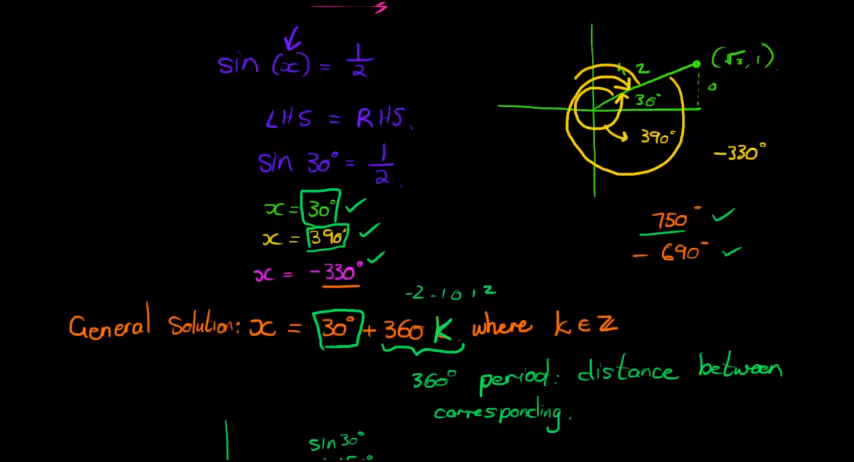 sin (x) = 1/2
LHS = RHS.
sin 30° = 1/2.
x = 30° ✓
x = 390° ✓
x = -330° ✓
2
(√3, 1)
30°
390°
-330°
750° ✓
- 690° ✓
-2 -1 0 1 2
General Solution: x = 30° + 360 K. where k ∈ Z
360° period: distance between
corresponding.
sin 30°